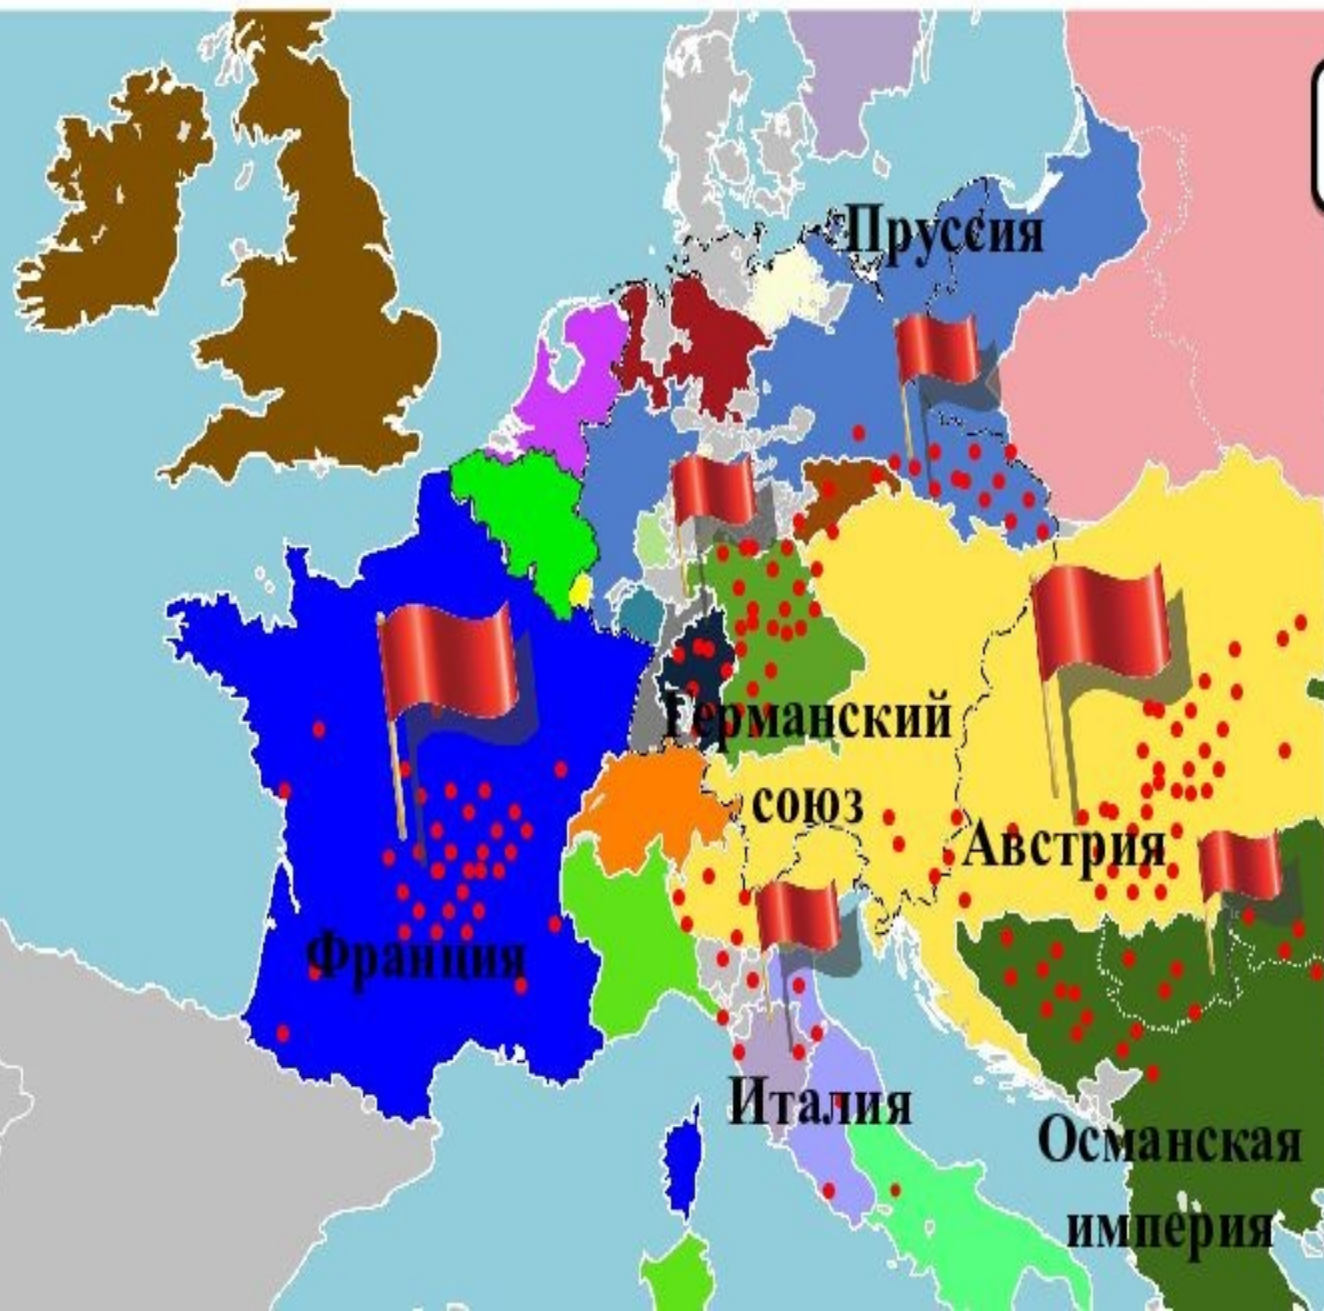 Пруссия
Германский
союз
Австрия
Франция
Италия
Османская
империя